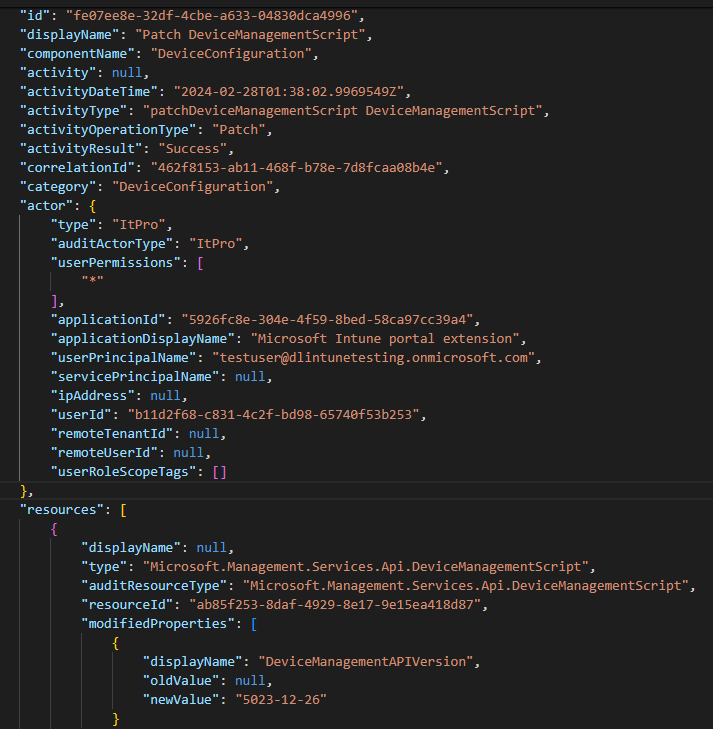 "id": "fe07ee8e-32df-4cbe-a633-04830dca4996",
"displayName": "Patch DeviceManagementScript",
"componentName": "DeviceConfiguration",
"activity": null,
"activityDateTime": "2024-02-28T01:38:02.9969549Z",
"activityType": "patchDeviceManagementScript DeviceManagementScript",
"activityOperationType": "Patch",
"activityResult": "Success",
"correlationId": "462f8153-ab11-468f-b78e-7d8fcaa08b4e",
"category": "DeviceConfiguration",
"actor": {
"type": "ItPro",
"auditActorType": "ItPro",
"userPermissions": [
"*"
],
"applicationId": "5926fc8e-304e-4f59-8bed-58ca97cc39a4",
"applicationDisplayName": "Microsoft Intune portal extension",
"userPrincipalName": "testuser@dlintunetesting.onmicrosoft.com",
"servicePrincipalName": null,
"ipAddress": null,
"userId": "b11d2f68-c831-4c2f-bd98-65740f53b253",
"remoteTenantId": null,
"remoteUserId": null,
"userRoleScopeTags": []
},
"resources": [
{
"displayName": null,
"type": "Microsoft.Management.Services.Api.DeviceManagementScript",
"auditResourceType": "Microsoft.Management.Services.Api.DeviceManagementScript",
"resourceId": "ab85f253-8daf-4929-8e17-9e15ea418d87",
"modifiedProperties": [
{
"displayName": "DeviceManagementAPIVersion",
"oldValue": null,
"newValue": "5023-12-26"
}